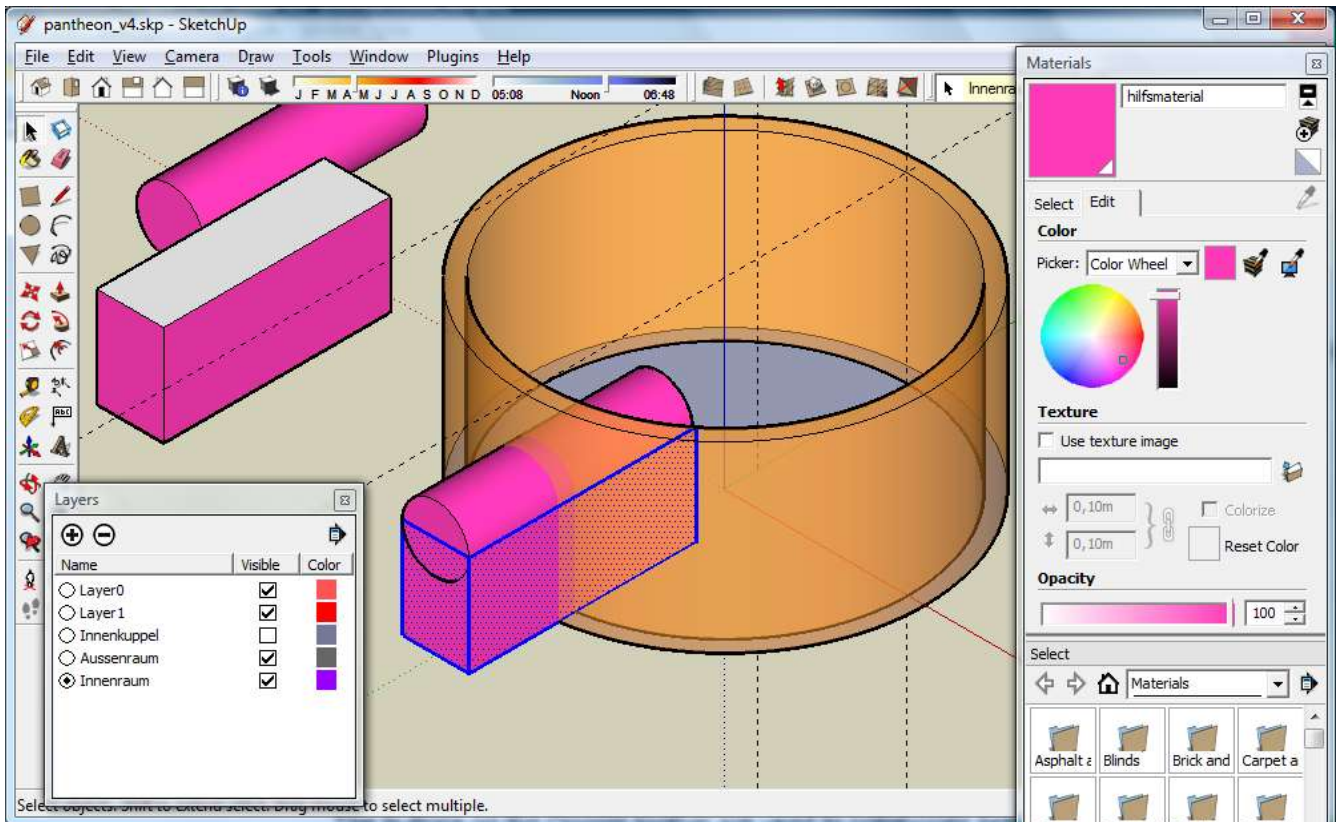 pantheon_v4.skp - SketchUp
File Edit View Camera Draw Tools Window Plugins Help
J F M A M J J A S O N D 05:08 Noon 06:48
Innenra
Materials
hilfsmaterial
Select Edit
Color
Picker: Color Wheel
Texture
Use texture image
0,10m Colorize
0,10m Reset Color
Opacity
100
Select
Materials
Asphalt a Blinds Brick and Carpet a
Layers
Name Visible Color
Layer0
Layer1
Innenkuppel
Aussenraum
Innenraum
Select objects. Shift to extend select. Drag mouse to select multiple.